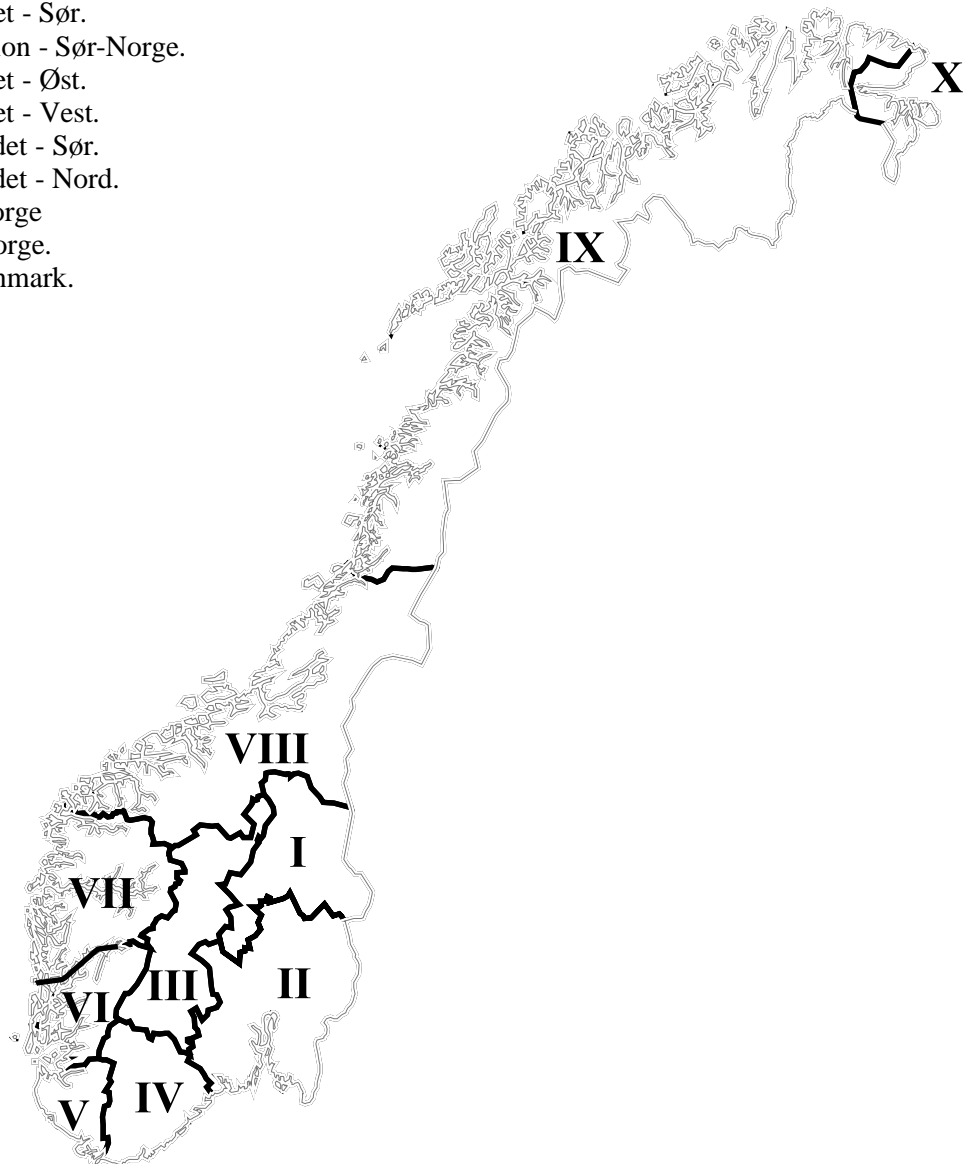 et - Sør.
on - Sør-Norge.
et - Øst.
et - Vest.
det - Sør.
det - Nord.
orge
orge.
nmark.
X
IX
VIII
I
VII
III
II
VI
IV
V